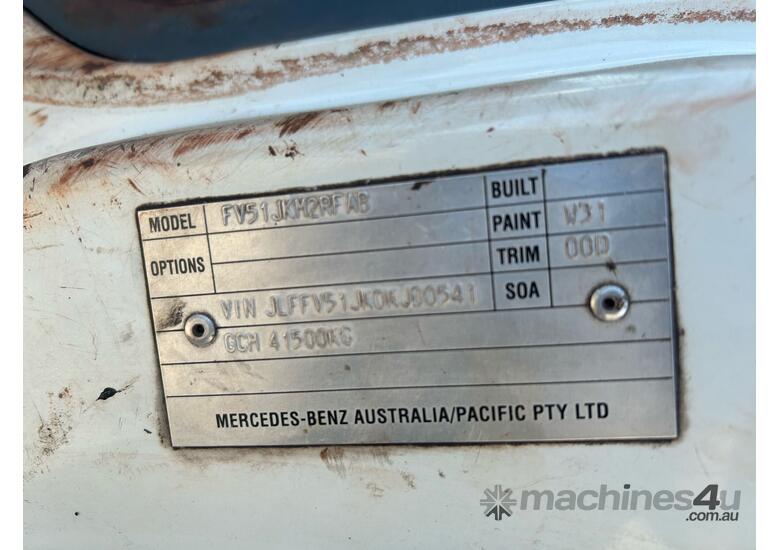 MODEL FV51JKH2RFAB BUILT
PAINT W31
OPTIONS TRIM 00D
VIN JLFFV51JK0KJ00541 SOA
GCM 41500KG
MERCEDES-BENZ AUSTRALIA/PACIFIC PTY LTD
machines4u
.com.au